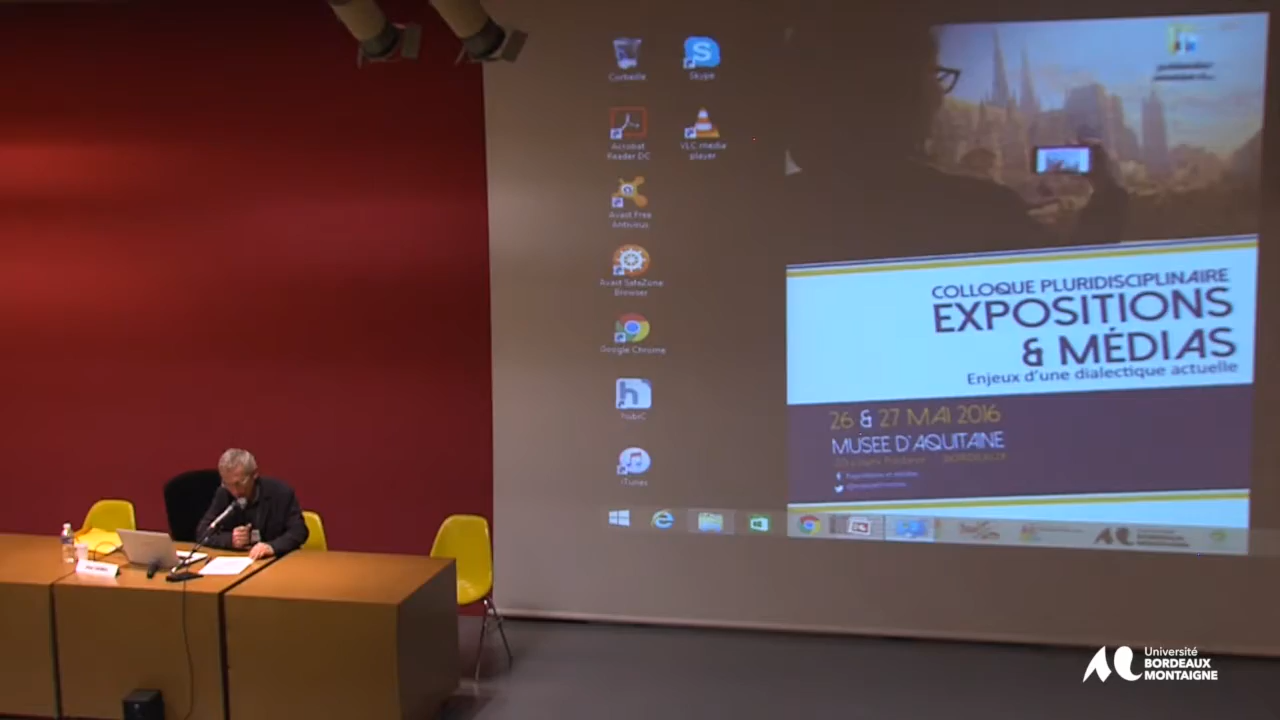 Corbeille
Skype
Acrobat
Reader DC
VLC media
player
Avast Free
Antivirus
Avast SafeZone
Browser
Google Chrome
hubiC
iTunes
COLLOQUE PLURIDISCIPLINAIRE
EXPOSITIONS
& MÉDIAS
Enjeux d'une dialectique actuelle
26 & 27 MAI 2016
MUSEE D'AQUITAINE
BORDEAUX
Université
BORDEAUX
MONTAIGNE